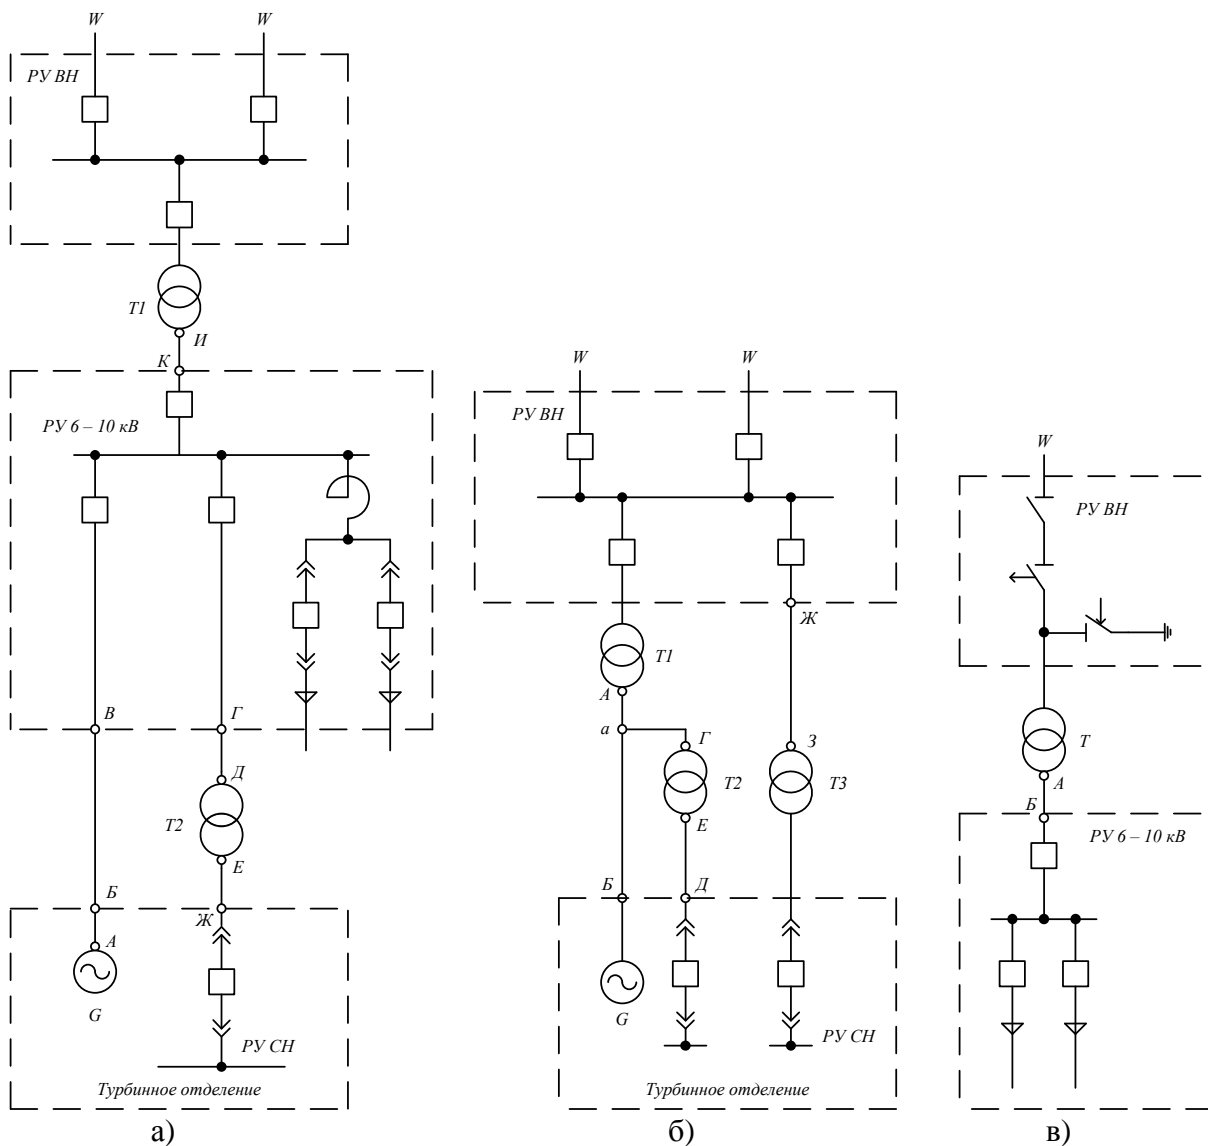 W
W
РУ ВН
T1
И
К
РУ 6 – 10 кВ
В
Г
Д
T2
Е
Б
Ж
А
G
РУ СН
Турбинное отделение
а)
W
W
РУ ВН
Ж
T1
А
а
Г
З
T2
T3
Е
Б
Д
G
РУ СН
Турбинное отделение
б)
W
РУ ВН
Т
А
Б
РУ 6 – 10 кВ
в)